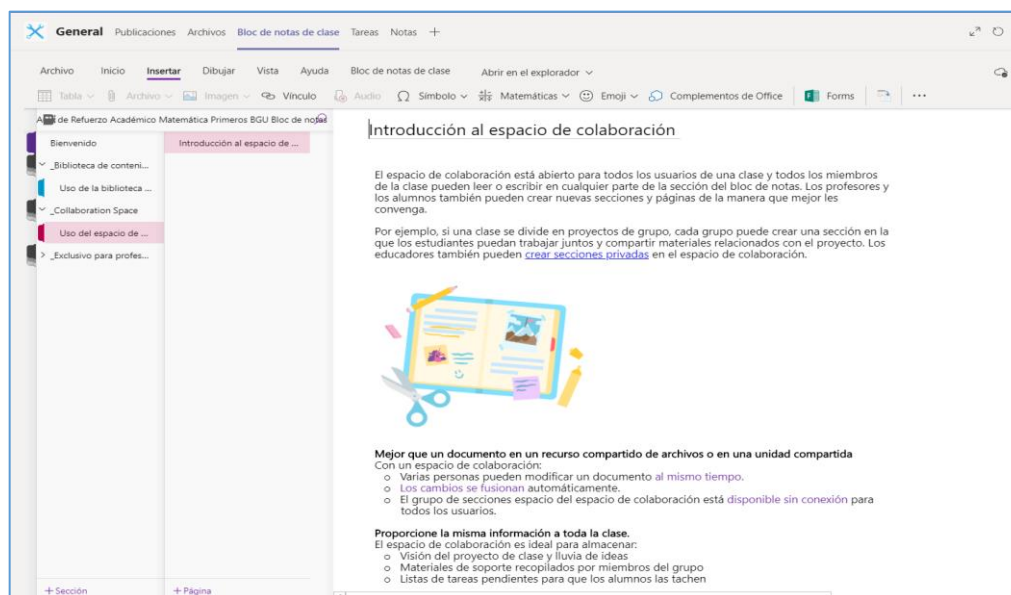 General Publicaciones Archivos Bloc de notas de clase Tareas Notas +
Archivo Inicio Insertar Dibujar Vista Ayuda Bloc de notas de clase Abrir en el explorador
Tabla Archivo Imagen Vínculo Audio Símbolo Matemáticas Emoji Complementos de Office Forms ...
de Refuerzo Académico Matemática Primeros BGU Bloc de notas
Bienvenido
_Biblioteca de conteni...
Uso de la biblioteca ...
_Collaboration Space
Uso del espacio de ...
_Exclusivo para profes...
+ Sección
Introducción al espacio de ...
+ Página
Introducción al espacio de colaboración
El espacio de colaboración está abierto para todos los usuarios de una clase y todos los miembros
de la clase pueden leer o escribir en cualquier parte de la sección del bloc de notas. Los profesores y
los alumnos también pueden crear nuevas secciones y páginas de la manera que mejor les
convenga.
Por ejemplo, si una clase se divide en proyectos de grupo, cada grupo puede crear una sección en la
que los estudiantes puedan trabajar juntos y compartir materiales relacionados con el proyecto. Los
educadores también pueden crear secciones privadas en el espacio de colaboración.
Mejor que un documento en un recurso compartido de archivos o en una unidad compartida
Con un espacio de colaboración:
o Varias personas pueden modificar un documento al mismo tiempo.
o Los cambios se fusionan automáticamente.
o El grupo de secciones espacio del espacio de colaboración está disponible sin conexión para
todos los usuarios.
Proporcione la misma información a toda la clase.
El espacio de colaboración es ideal para almacenar:
o Visión del proyecto de clase y lluvia de ideas
o Materiales de soporte recopilados por miembros del grupo
o Listas de tareas pendientes para que los alumnos las tachen